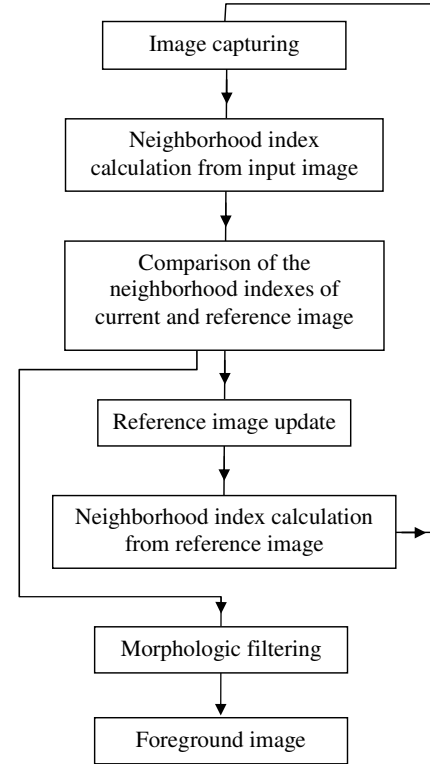 Image capturing
Neighborhood index
calculation from input image
Comparison of the
neighborhood indexes of
current and reference image
Reference image update
Neighborhood index calculation
from reference image
Morphologic filtering
Foreground image